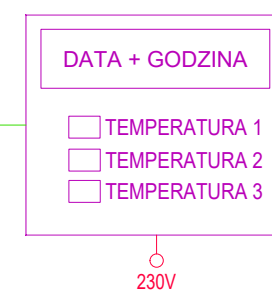 DATA + GODZINA
TEMPERATURA 1
TEMPERATURA 2
TEMPERATURA 3
230V